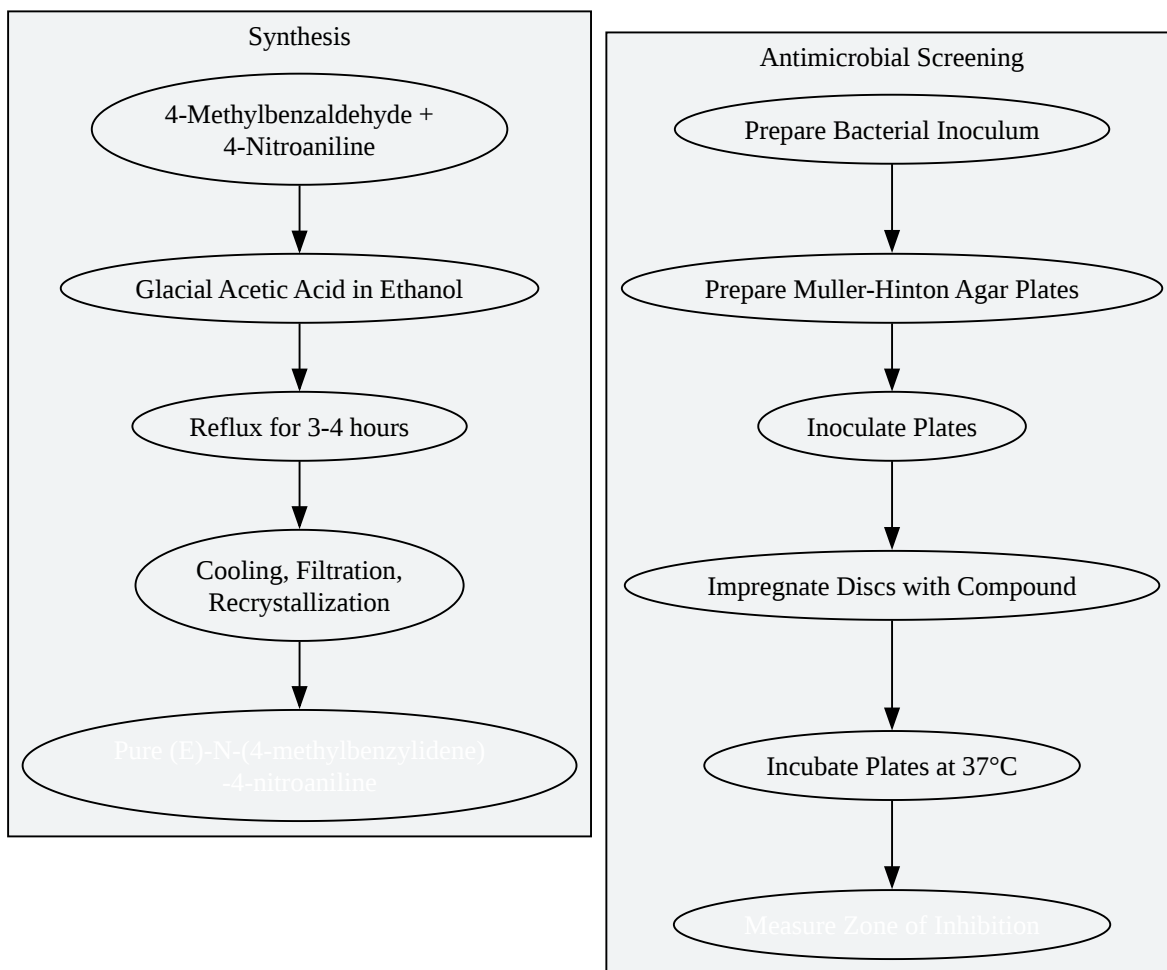 Synthesis
4-Methylbenzaldehyde +
4-Nitroaniline
Glacial Acetic Acid in Ethanol
Reflux for 3-4 hours
Cooling, Filtration,
Recrystallization
Pure (E)-N-(4-methylbenzylidene)
-4-nitroaniline
Antimicrobial Screening
Prepare Bacterial Inoculum
Prepare Muller-Hinton Agar Plates
Inoculate Plates
Impregnate Discs with Compound
Incubate Plates at 37°C
Measure Zone of Inhibition